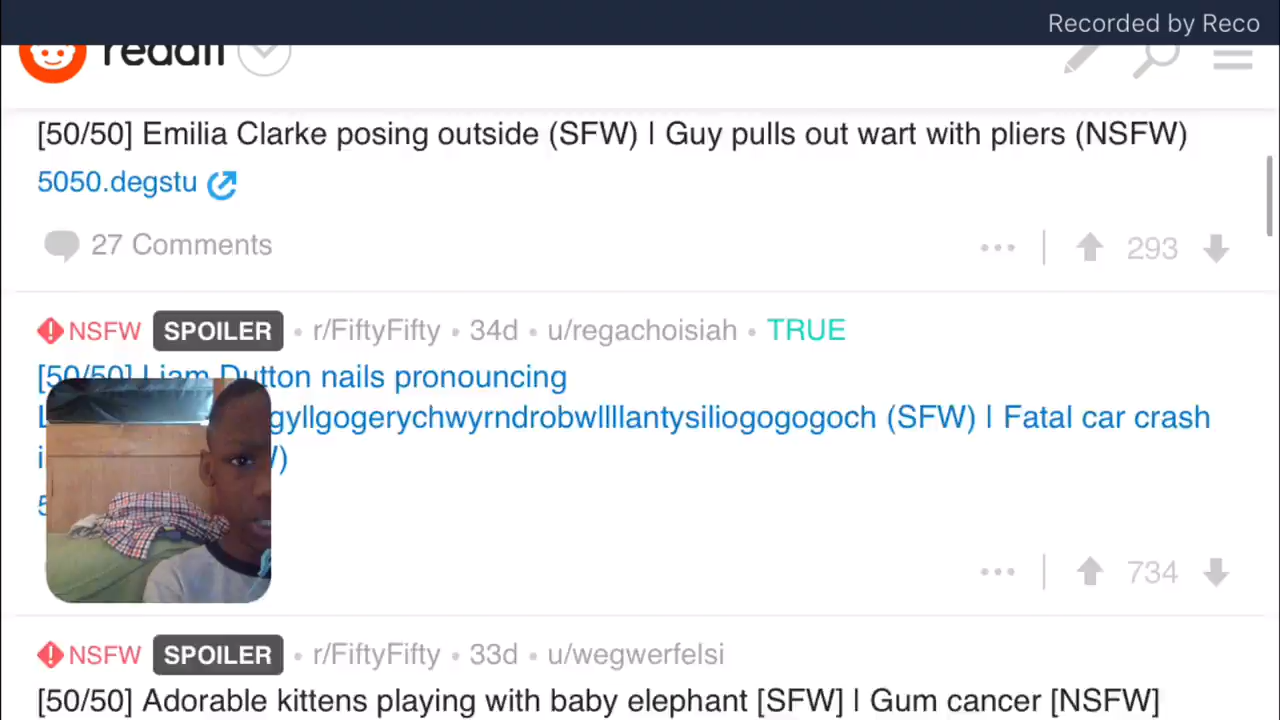 Recorded by Reco
reddit
[50/50] Emilia Clarke posing outside (SFW) | Guy pulls out wart with pliers (NSFW)
5050.degstu
27 Comments
293
NSFW SPOILER • r/FiftyFifty • 34d • u/regachoisiah • TRUE
[50/50] Liam Dutton nails pronouncing
gyllgogerychwyrndrobwllllantysiliogogogoch (SFW) | Fatal car crash
734
NSFW SPOILER • r/FiftyFifty • 33d • u/wegwerfelsi
[50/50] Adorable kittens playing with baby elephant [SFW] | Gum cancer [NSFW]